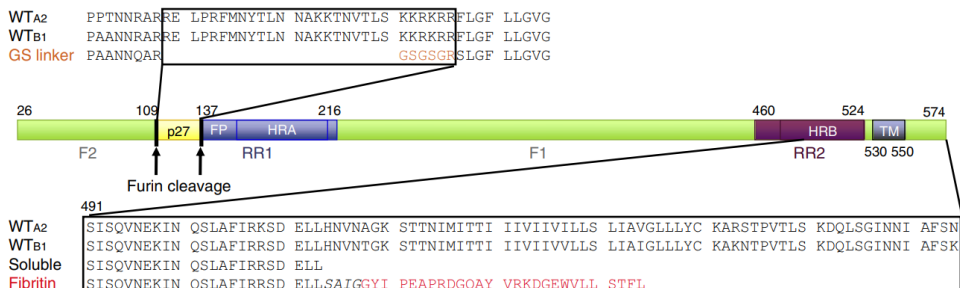 WTA2 PPTNNRARRE LPRFMNYTLN NAKKTNVTLS KKRKRRFLGF LLGVG
WTB1 PAANNRARRE LPRFMNYTLN NAKKTNVTLS KKRKRRFLGF LLGVG
GS linker PAANNQAR GSGSGRSLGF LLGVG
26 109 137 216 460 524 574
p27 FP HRA HRB TM
F2 RR1 F1 RR2 530 550
Furin cleavage
491
WTA2 SISQVNEKIN QSLAFIRKSD ELLHNVNAGK STTNIMITTI IIVIIVILLS LIAVGLLLYC KARSTPVTLS KDQLSGINNI AFSN
WTB1 SISQVNEKIN QSLAFIRRSD ELLHNVNTGK STTNIMITTI IIVIIVVLLS LIAIGLLLYC KAKNTPVTLS KDQLSGINNI AFSK
Soluble SISQVNEKIN QSLAFIRRSD ELL
Fibritin SISQVNEKIN QSLAFIRRSD ELLSAIGGYI PEAPRDGQAY VRKDGEWVLL STFL